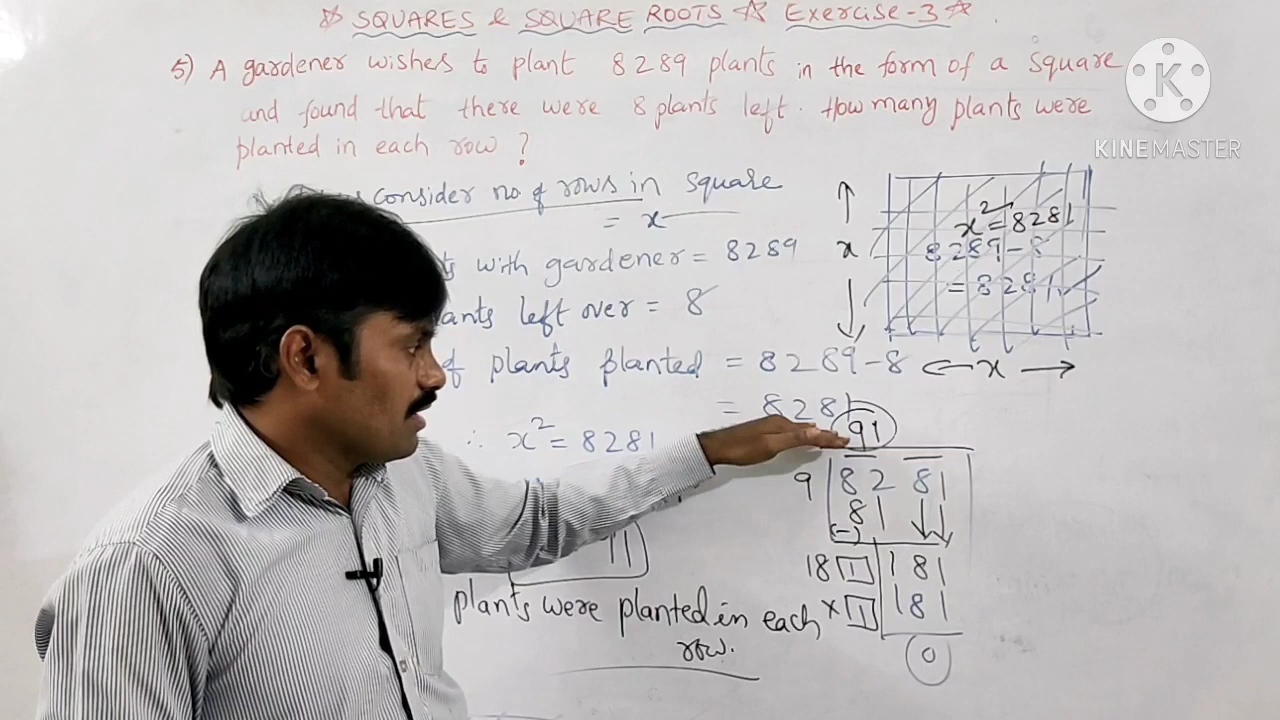 ☆ SQUARES & SQUARE ROOTS ☆ Exercise-3 ☆.
5) A gardener wishes to plant 8289 plants in the form of a square
and found that there were 8 plants left. How many plants were
planted in each row?
consider no of rows in square
= x
with gardener = 8289
left over = 8
of plants planted = 8289-8
= 8281
∴ x² = 8281
11
plants were planted in each
row.
x
x² = 8281
8289-8
= 8281
← x →
91
9 82 81
81
(-)
18 1 181
× 1 181
0
K
KINEMASTER